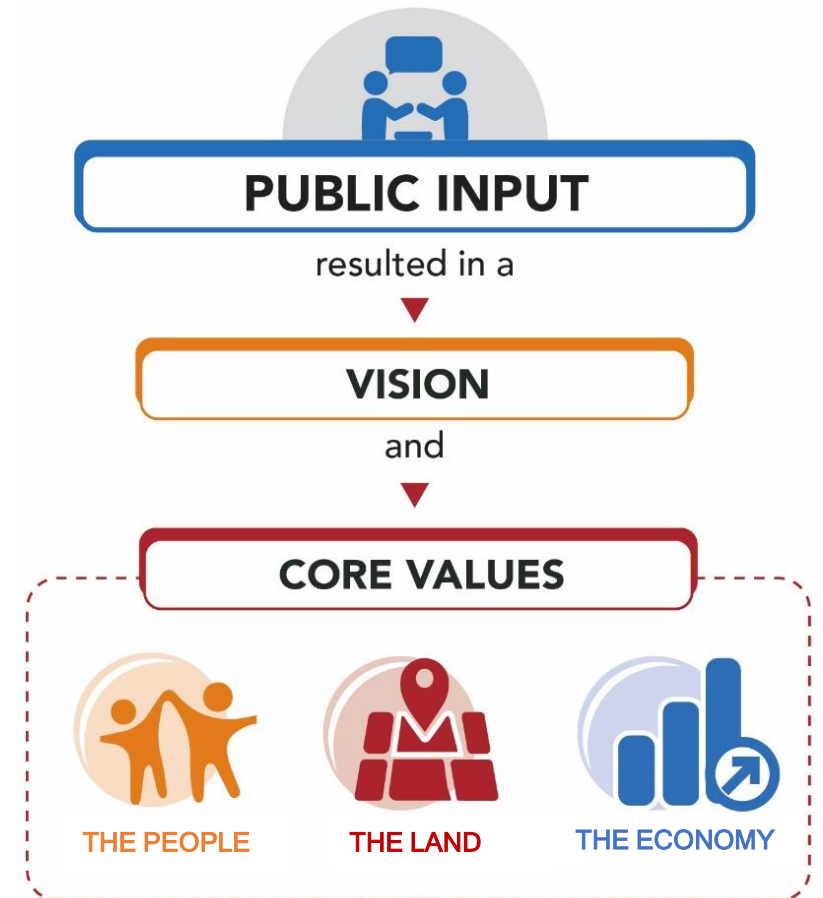 PUBLIC INPUT
resulted in a
VISION
and
CORE VALUES
THE PEOPLE
THE LAND
THE ECONOMY